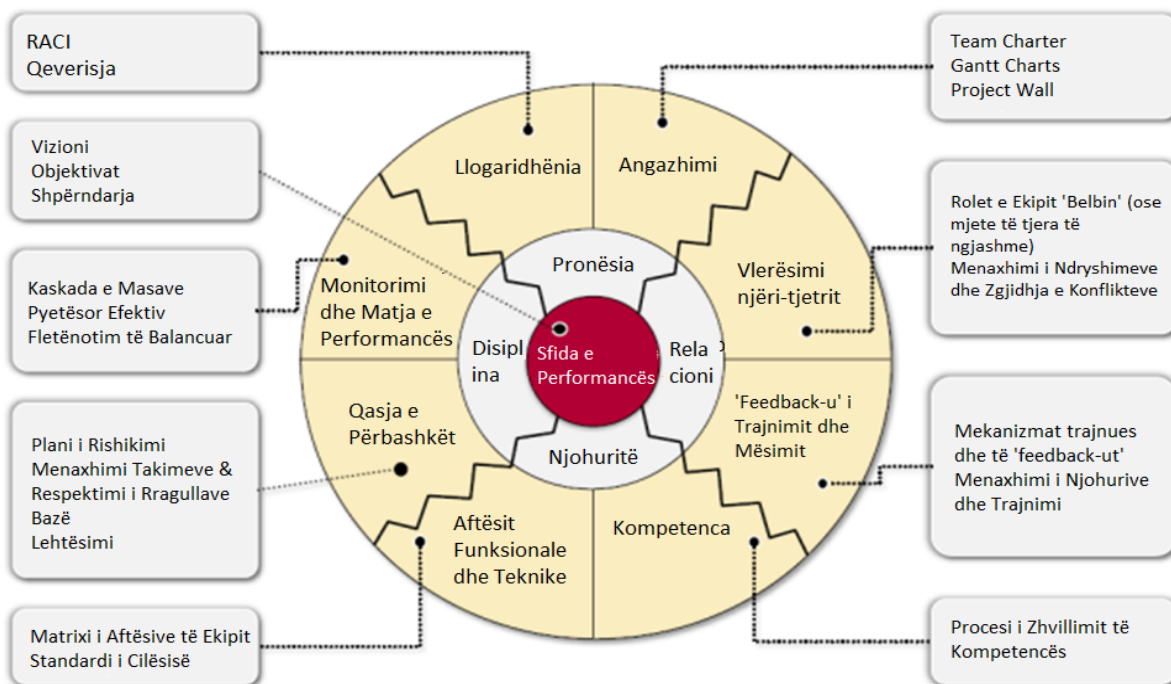 RACI
Qeverisja
Vizioni
Objektivat
Shpërndarja
Kaskada e Masave
Pyetësor Efektiv
Fletënotim të Balancuar
Plani i Rishikimi
Menaxhimi Takimeve &
Respektimi i Rragullave
Bazë
Lehtësimi
Matrixi i Aftësive të Ekipit
Standardi i Cilësisë
Llogaridhënia
Angazhimi
Monitorimi
dhe Matja e
Performancës
Vlerësimi
njëri-tjetrit
Pronësia
Disipl
ina
Sfida e
Performancës
Rela
cioni
Njohuritë
Qasja e
Përbashkët
'Feedback-u' i
Trajnimit dhe
Mësimit
Aftësit
Funksionale
dhe Teknike
Kompetenca
Team Charter
Gantt Charts
Project Wall
Rolet e Ekipit 'Belbin' (ose
mjete të tjera të
ngjashme)
Menaxhimi i Ndryshimeve
dhe Zgjidhja e Konflikteve
Mekanizmat trajnues
dhe të 'feedback-ut'
Menaxhimi i Njohurive
dhe Trajnimi
Procesi i Zhvillimit të
Kompetencës